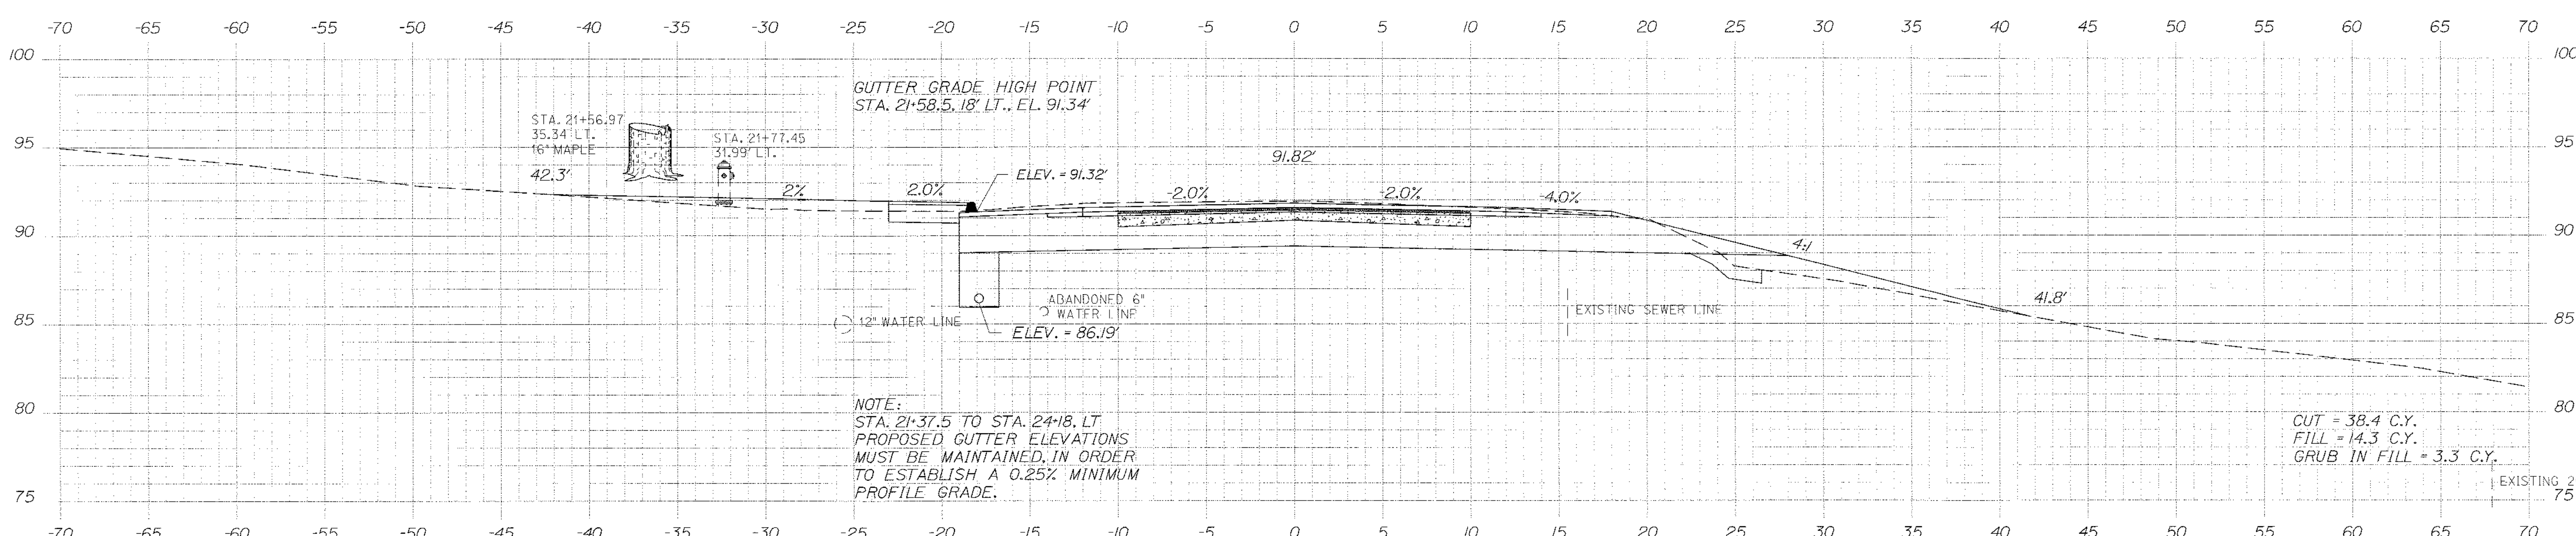 -70 -65 -60 -55 -50 -45 -40 -35 -30 -25 -20 -15 -10 -5 0 5 10 15 20 25 30 35 40 45 50 55 60 65 70
100 100
GUTTER GRADE HIGH POINT
STA. 21+58.5, 18' LT., EL. 91.34'
STA. 21+56.97
35.34 LT.
16" MAPLE
STA. 21+77.45
31.99' LT.
95 95
91.82'
42.3'
2%
2.0%
ELEV. = 91.32'
-2.0%
-2.0%
-4.0%
90 90
4:1
ABANDONED 6"
WATER LINE
41.8'
EXISTING SEWER LINE
85 85
12" WATER LINE
ELEV. = 86.19'
80 80
NOTE:
STA. 21+37.5 TO STA. 24+18, LT
PROPOSED GUTTER ELEVATIONS
MUST BE MAINTAINED, IN ORDER
TO ESTABLISH A 0.25% MINIMUM
PROFILE GRADE.
CUT = 38.4 C.Y.
FILL = 14.3 C.Y.
GRUB IN FILL = 3.3 C.Y.
EXISTING 2
75 75
-70 -65 -60 -55 -50 -45 -40 -35 -30 -25 -20 -15 -10 -5 0 5 10 15 20 25 30 35 40 45 50 55 60 65 70